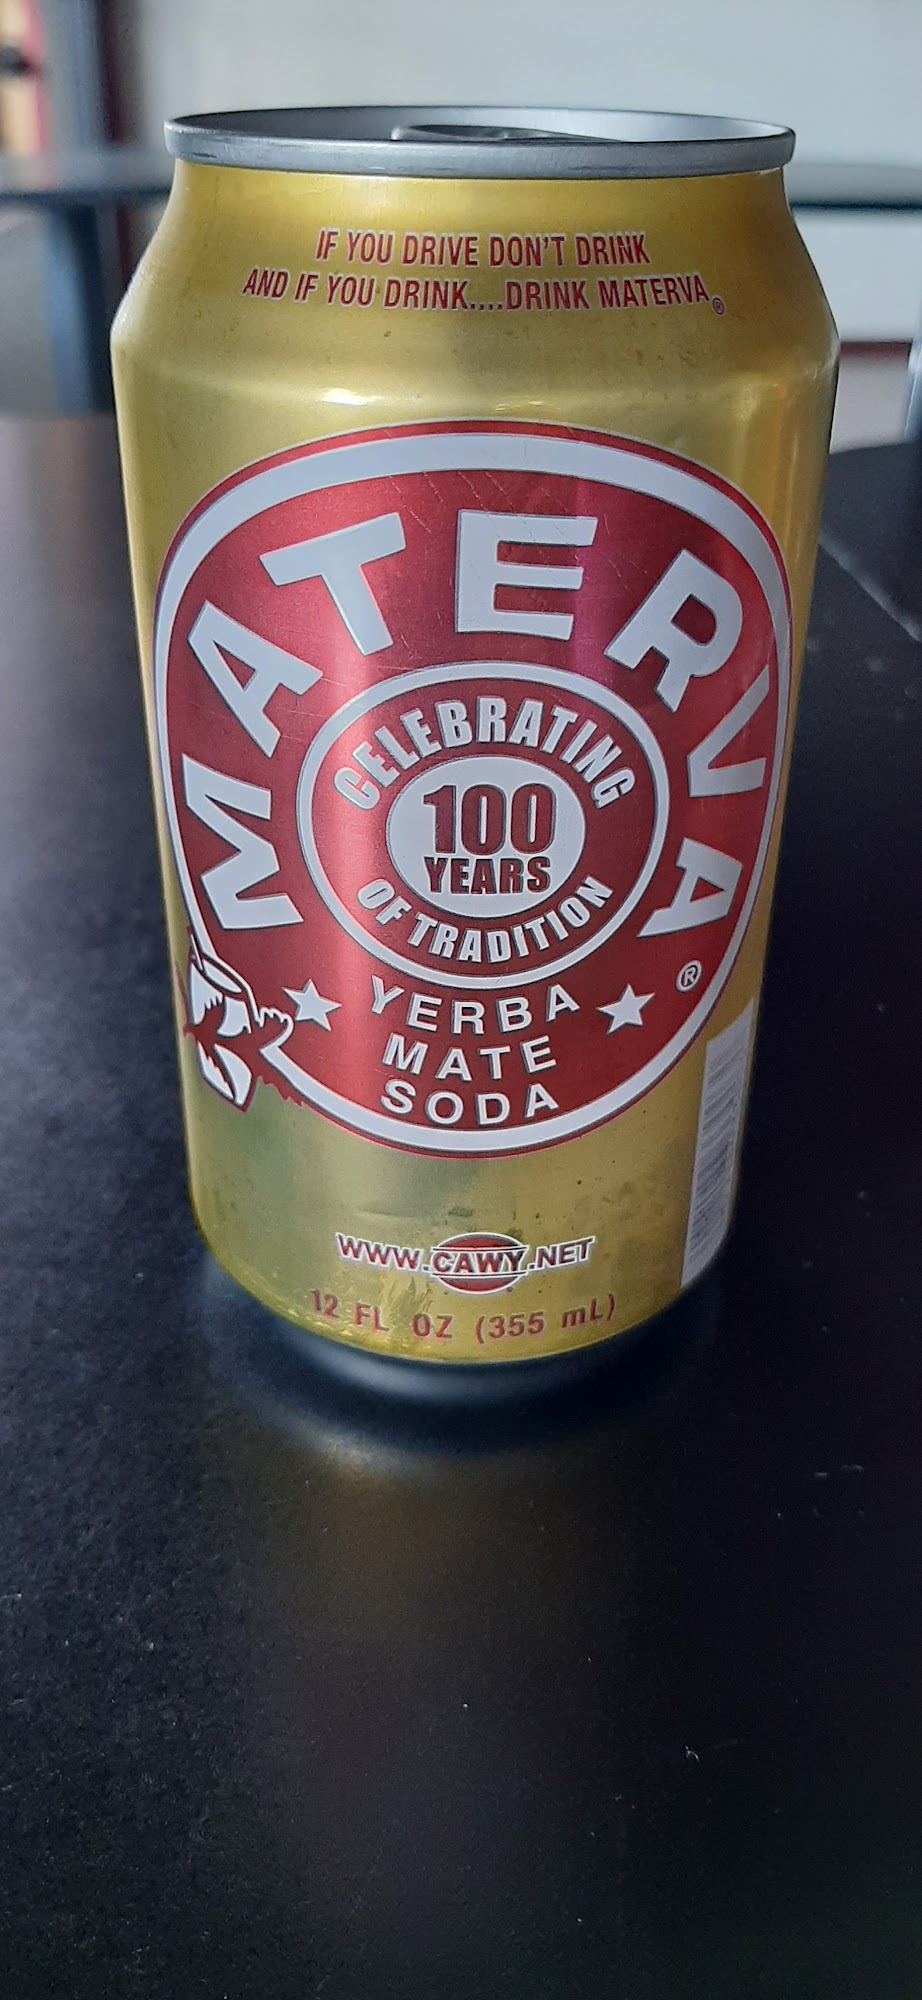 IF YOU DRIVE DON'T DRINK
AND IF YOU DRINK....DRINK MATERVA®
MATERVA
CELEBRATING
100
YEARS
OF TRADITION
YERBA
MATE
SODA
®
WWW.CAWY.NET
12 FL OZ (355 mL)